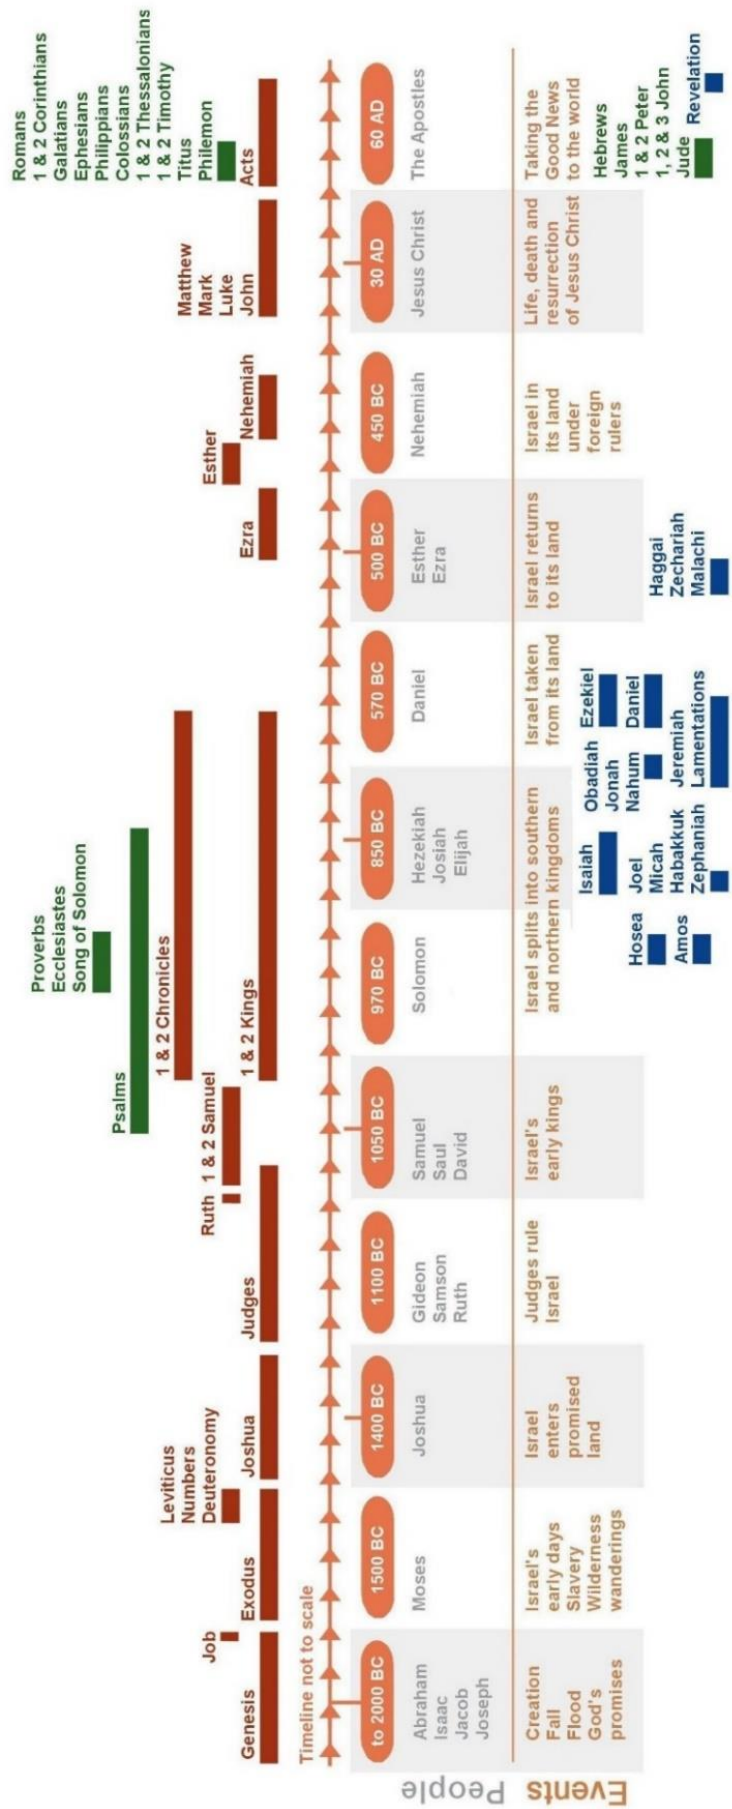 Proverbs
Ecclesiastes
Song of Solomon
Psalms
1 & 2 Chronicles
Romans
1 & 2 Corinthians
Galatians
Ephesians
Philippians
Colossians
1 & 2 Thessalonians
1 & 2 Timothy
Titus
Philemon
Leviticus
Numbers
Deuteronomy
Job
Ruth
1 & 2 Samuel
Esther
Matthew
Mark
Luke
John
Genesis
Exodus
Joshua
Judges
1 & 2 Kings
Ezra
Nehemiah
Acts
Timeline not to scale
to 2000 BC
1500 BC
1400 BC
1100 BC
1050 BC
970 BC
850 BC
570 BC
500 BC
450 BC
30 AD
60 AD
People
Abraham
Isaac
Jacob
Joseph
Moses
Joshua
Gideon
Samson
Ruth
Samuel
Saul
David
Solomon
Hezekiah
Josiah
Elijah
Daniel
Esther
Ezra
Nehemiah
Jesus Christ
The Apostles
Events
Creation
Fall
Flood
God's
promises
Israel's
early days
Slavery
Wilderness
wanderings
Israel
enters
promised
land
Judges rule
Israel
Israel's
early kings
Israel splits into southern
and northern kingdoms
Israel taken
from its land
Israel returns
to its land
Israel in
its land
under
foreign
rulers
Life, death and
resurrection
of Jesus Christ
Taking the
Good News
to the world
Hosea
Amos
Isaiah
Joel
Micah
Habakkuk
Zephaniah
Obadiah
Jonah
Nahum
Jeremiah
Lamentations
Ezekiel
Daniel
Haggai
Zechariah
Malachi
Hebrews
James
1 & 2 Peter
1, 2 & 3 John
Jude
Revelation